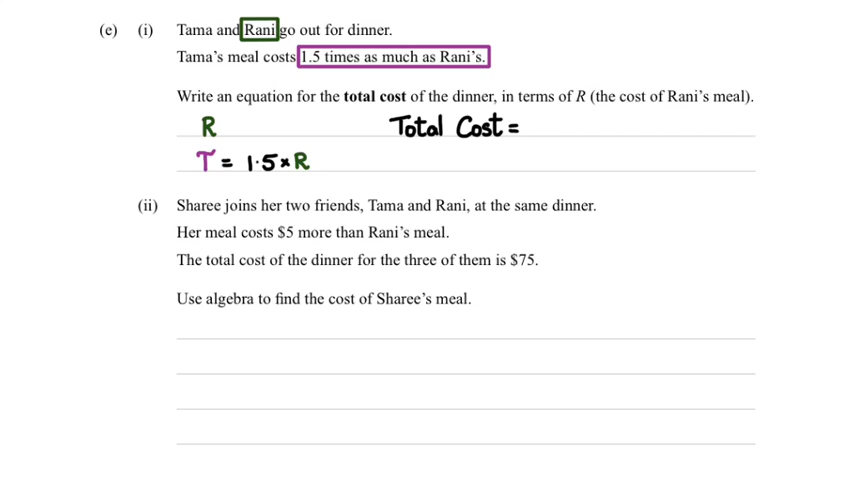 (e) (i) Tama and Rani go out for dinner.
Tama's meal costs 1.5 times as much as Rani's.
Write an equation for the total cost of the dinner, in terms of R (the cost of Rani's meal).
R Total Cost =
T = 1.5 × R
(ii) Sharee joins her two friends, Tama and Rani, at the same dinner.
Her meal costs $5 more than Rani's meal.
The total cost of the dinner for the three of them is $75.
Use algebra to find the cost of Sharee's meal.